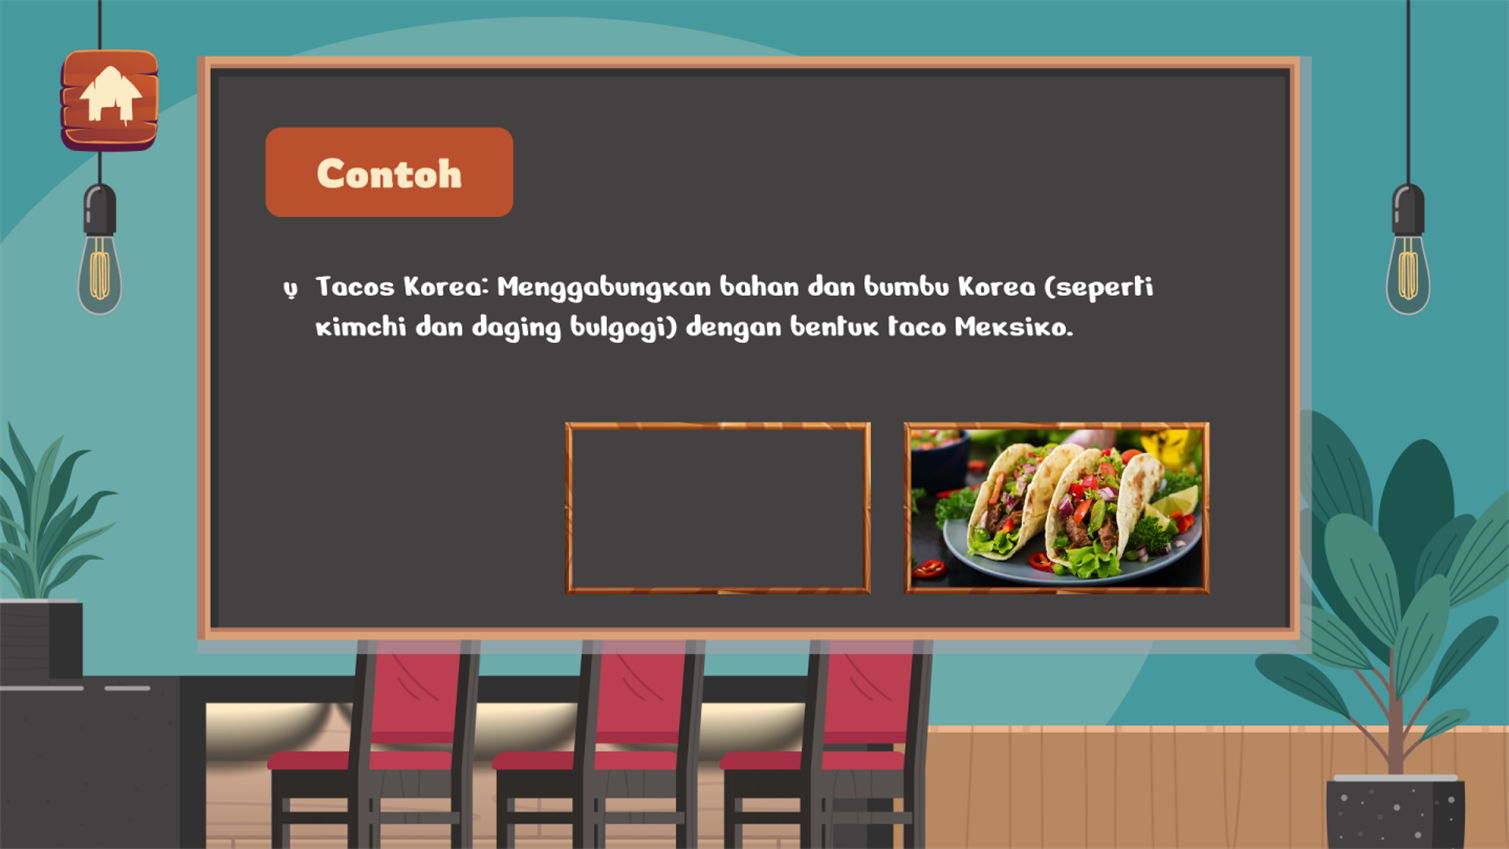 Contoh
ყ Tacos Korea: Menggabungkan bahan dan bumbu Korea (seperti
kimchi dan daging bulgogi) dengan bentuk taco Meksiko.